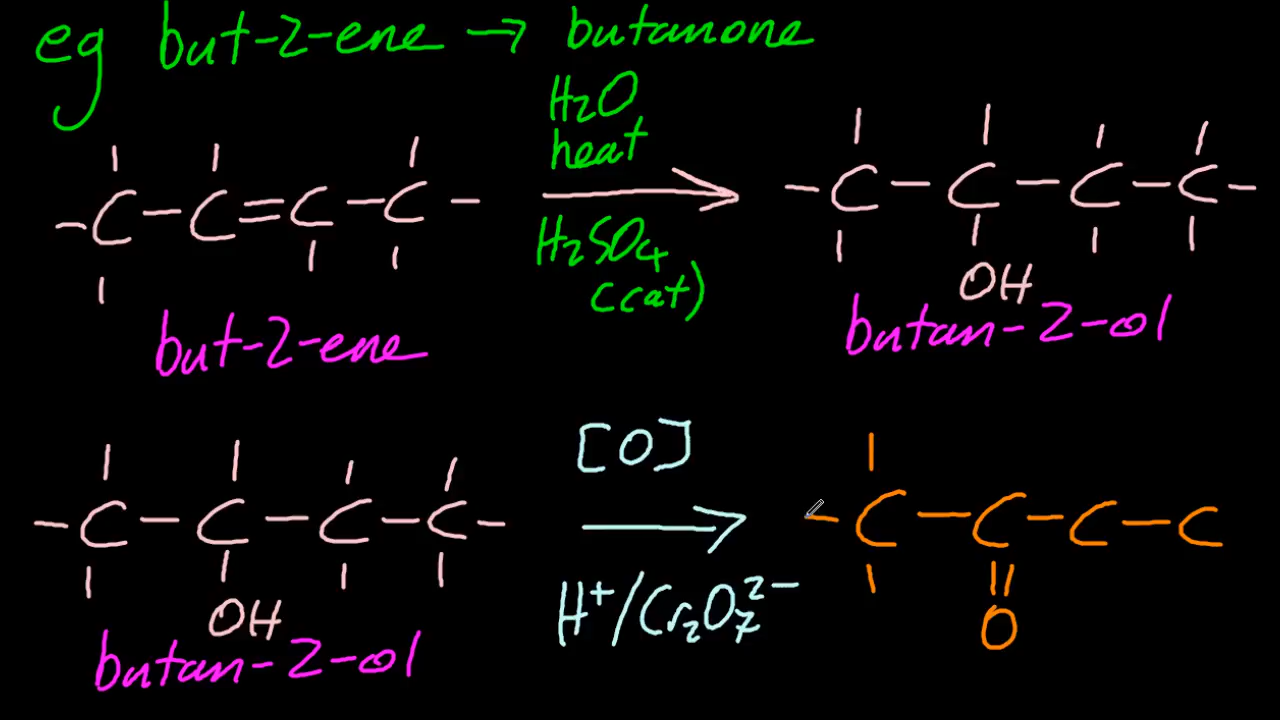 eg but-2-ene → butanone
H2O
heat
H2SO4
(cat)
C - C = C - C
but-2-ene
C - C - C - C
OH
butan-2-ol
C - C - C - C
OH
butan-2-ol
[O]
H+/Cr2O7 2-
C - C - C - C
O